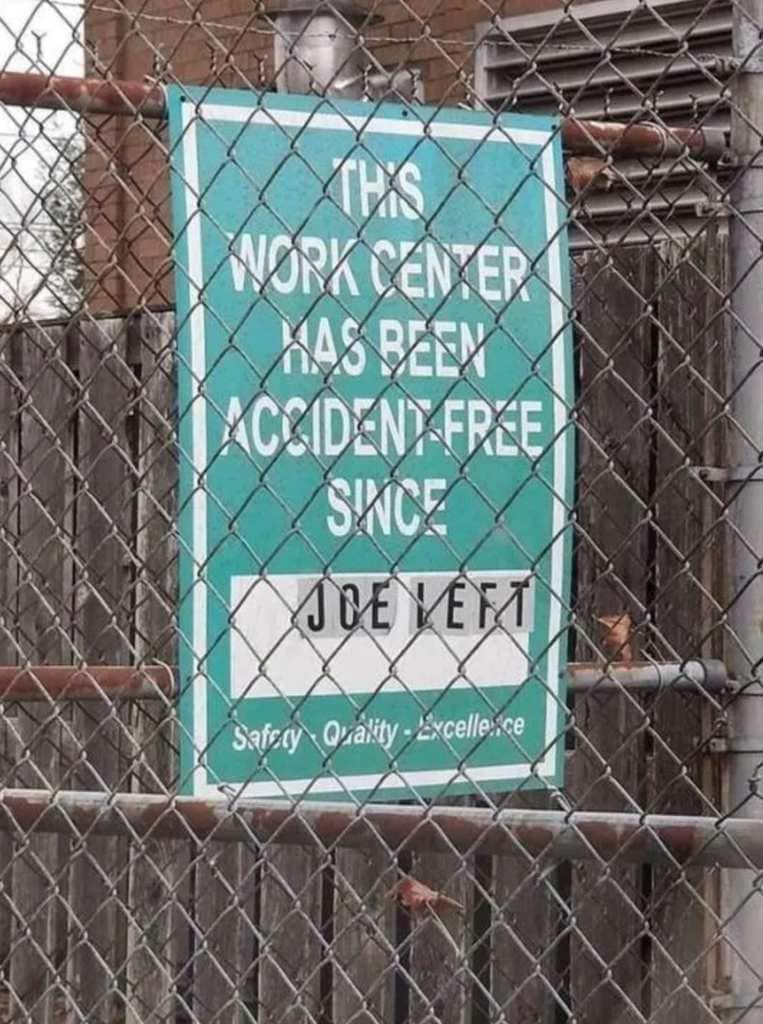 THIS
WORK CENTER
HAS BEEN
ACCIDENT-FREE
SINCE
JOE LEFT
Safety - Quality - Excellence